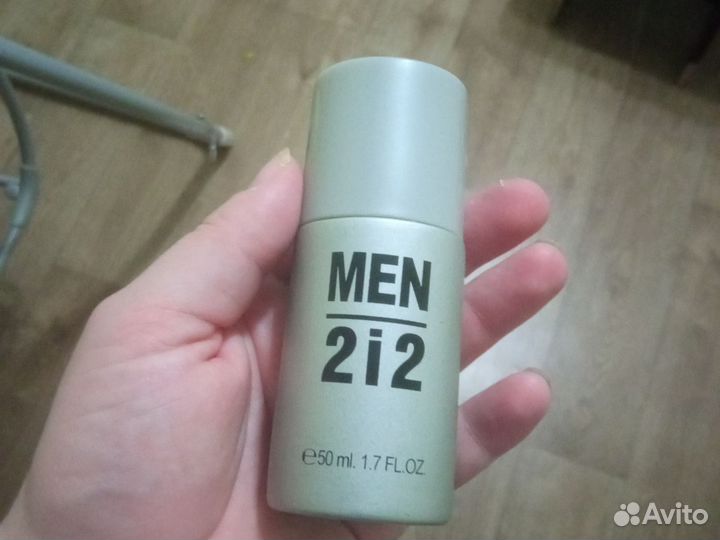 MEN
2i2
℮50 ml. 1.7 FL.OZ.
Avito